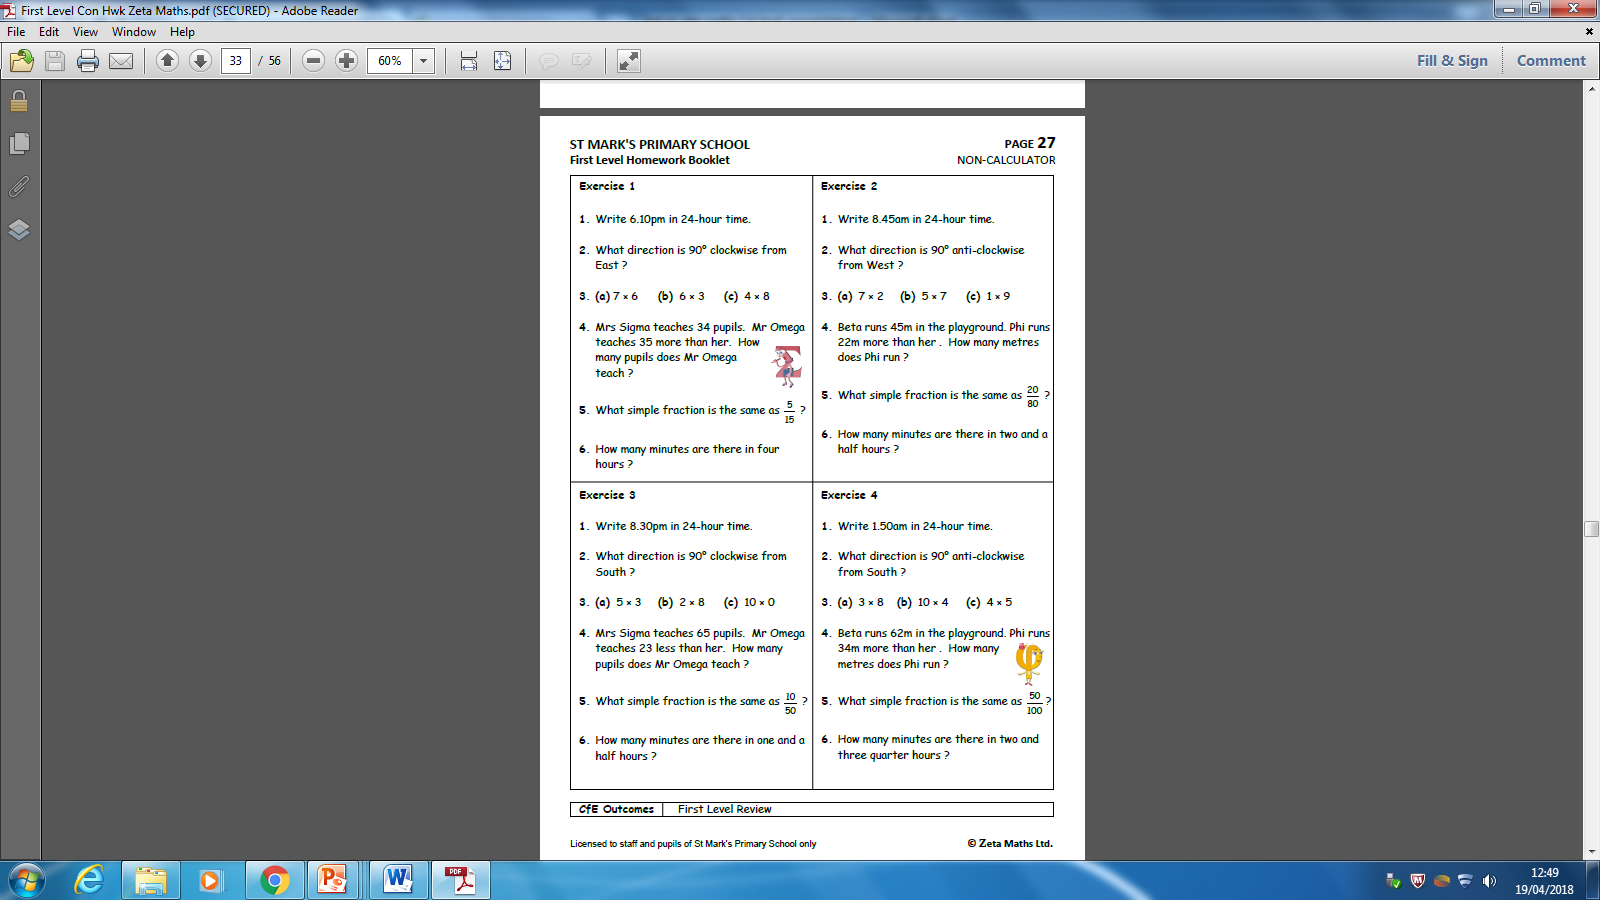 First Level Con Hwk Zeta Maths.pdf (SECURED) - Adobe Reader
File Edit View Window Help
33 / 56 60% Fill & Sign Comment
ST MARK'S PRIMARY SCHOOL PAGE 27
First Level Homework Booklet NON-CALCULATOR
Exercise 1
1. Write 6.10pm in 24-hour time.
2. What direction is 90° clockwise from
East ?
3. (a) 7 × 6 (b) 6 × 3 (c) 4 × 8
4. Mrs Sigma teaches 34 pupils. Mr Omega
teaches 35 more than her. How
many pupils does Mr Omega
teach ?
5. What simple fraction is the same as 5/15 ?
6. How many minutes are there in four
hours ?
Exercise 2
1. Write 8.45am in 24-hour time.
2. What direction is 90° anti-clockwise
from West ?
3. (a) 7 × 2 (b) 5 × 7 (c) 1 × 9
4. Beta runs 45m in the playground. Phi runs
22m more than her . How many metres
does Phi run ?
5. What simple fraction is the same as 20/80 ?
6. How many minutes are there in two and a
half hours ?
Exercise 3
1. Write 8.30pm in 24-hour time.
2. What direction is 90° clockwise from
South ?
3. (a) 5 × 3 (b) 2 × 8 (c) 10 × 0
4. Mrs Sigma teaches 65 pupils. Mr Omega
teaches 23 less than her. How many
pupils does Mr Omega teach ?
5. What simple fraction is the same as 10/50 ?
6. How many minutes are there in one and a
half hours ?
Exercise 4
1. Write 1.50am in 24-hour time.
2. What direction is 90° anti-clockwise
from South ?
3. (a) 3 × 8 (b) 10 × 4 (c) 4 × 5
4. Beta runs 62m in the playground. Phi runs
34m more than her . How many
metres does Phi run ?
5. What simple fraction is the same as 50/100 ?
6. How many minutes are there in two and
three quarter hours ?
CfE Outcomes First Level Review
Licensed to staff and pupils of St Mark's Primary School only © Zeta Maths Ltd.
12:49
19/04/2018